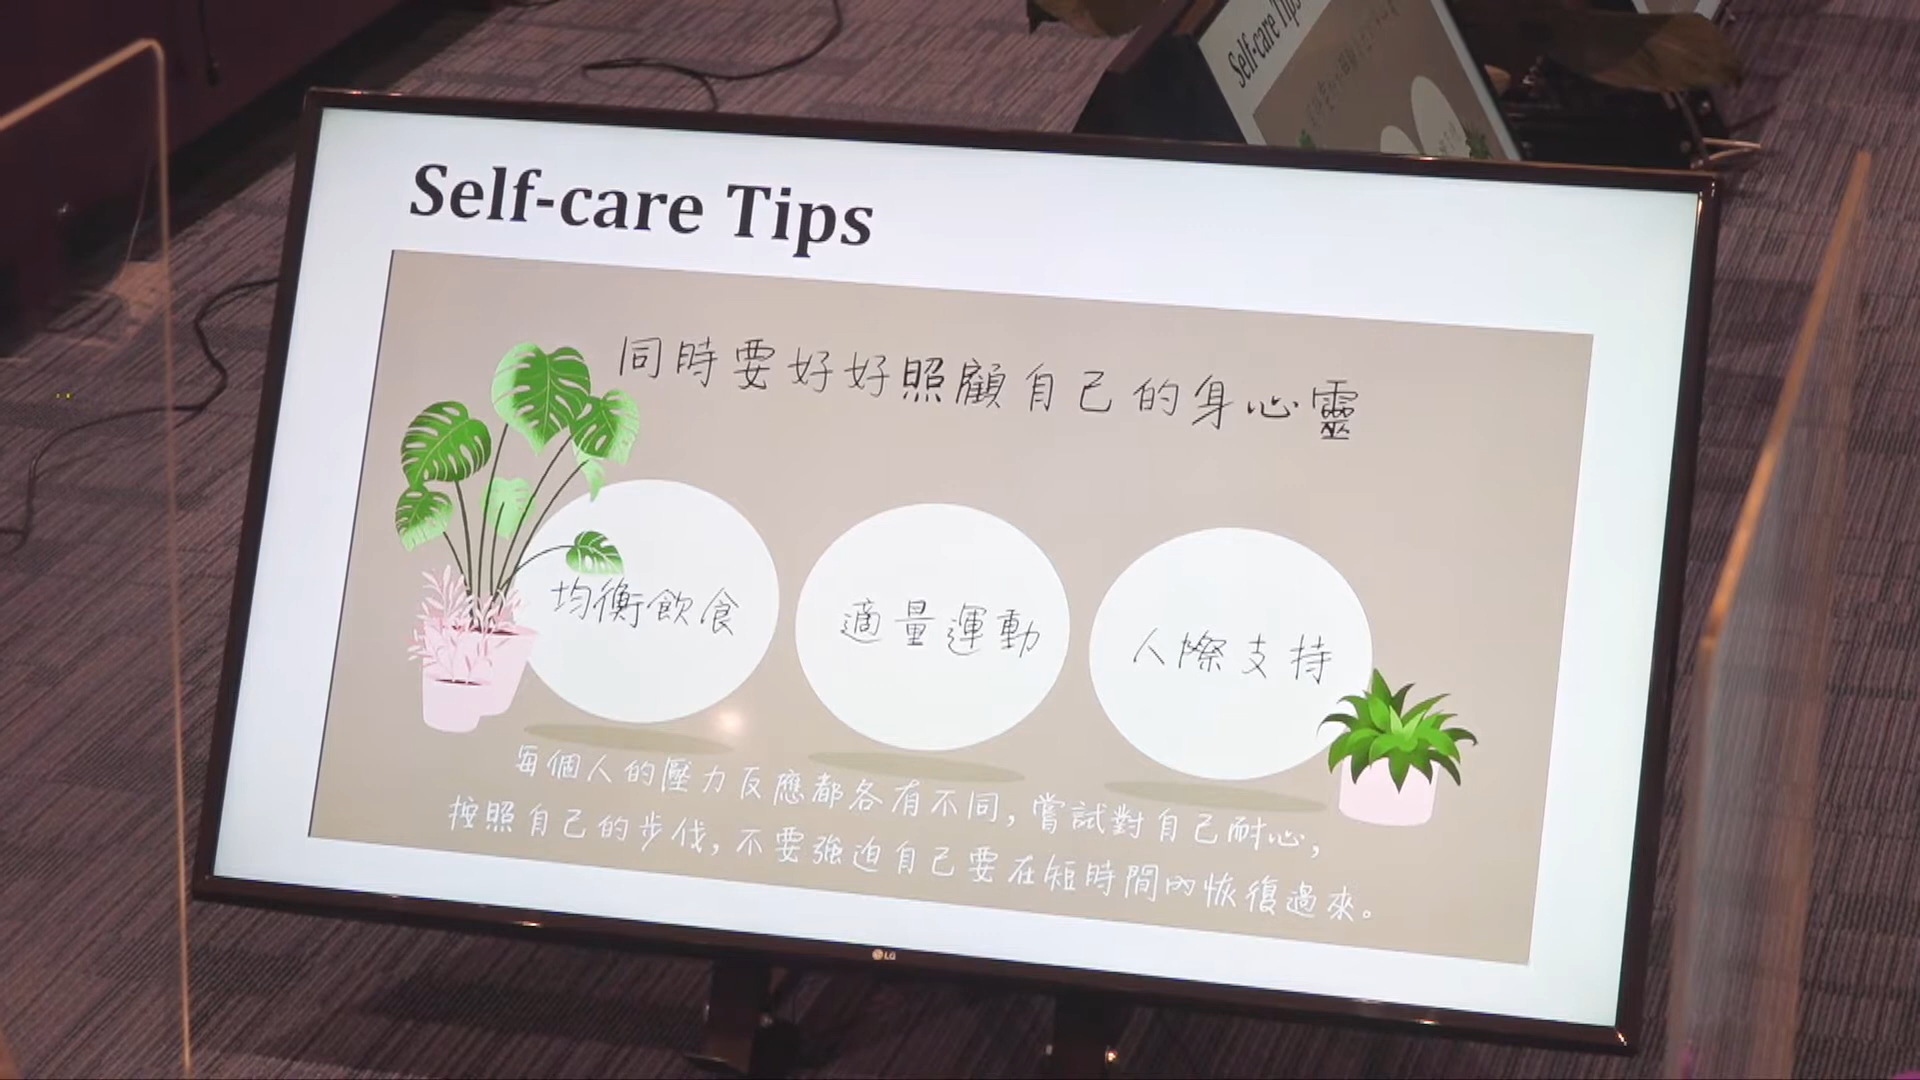 Self-care Tips
同時要好好照顧自己的身心靈
均衡飲食
適量運動
人際支持
每個人的壓力反應都各有不同，嘗試對自己耐心，
按照自己的步伐，不要強迫自己要在短時間內恢復過來。
LG
Self-care Tips